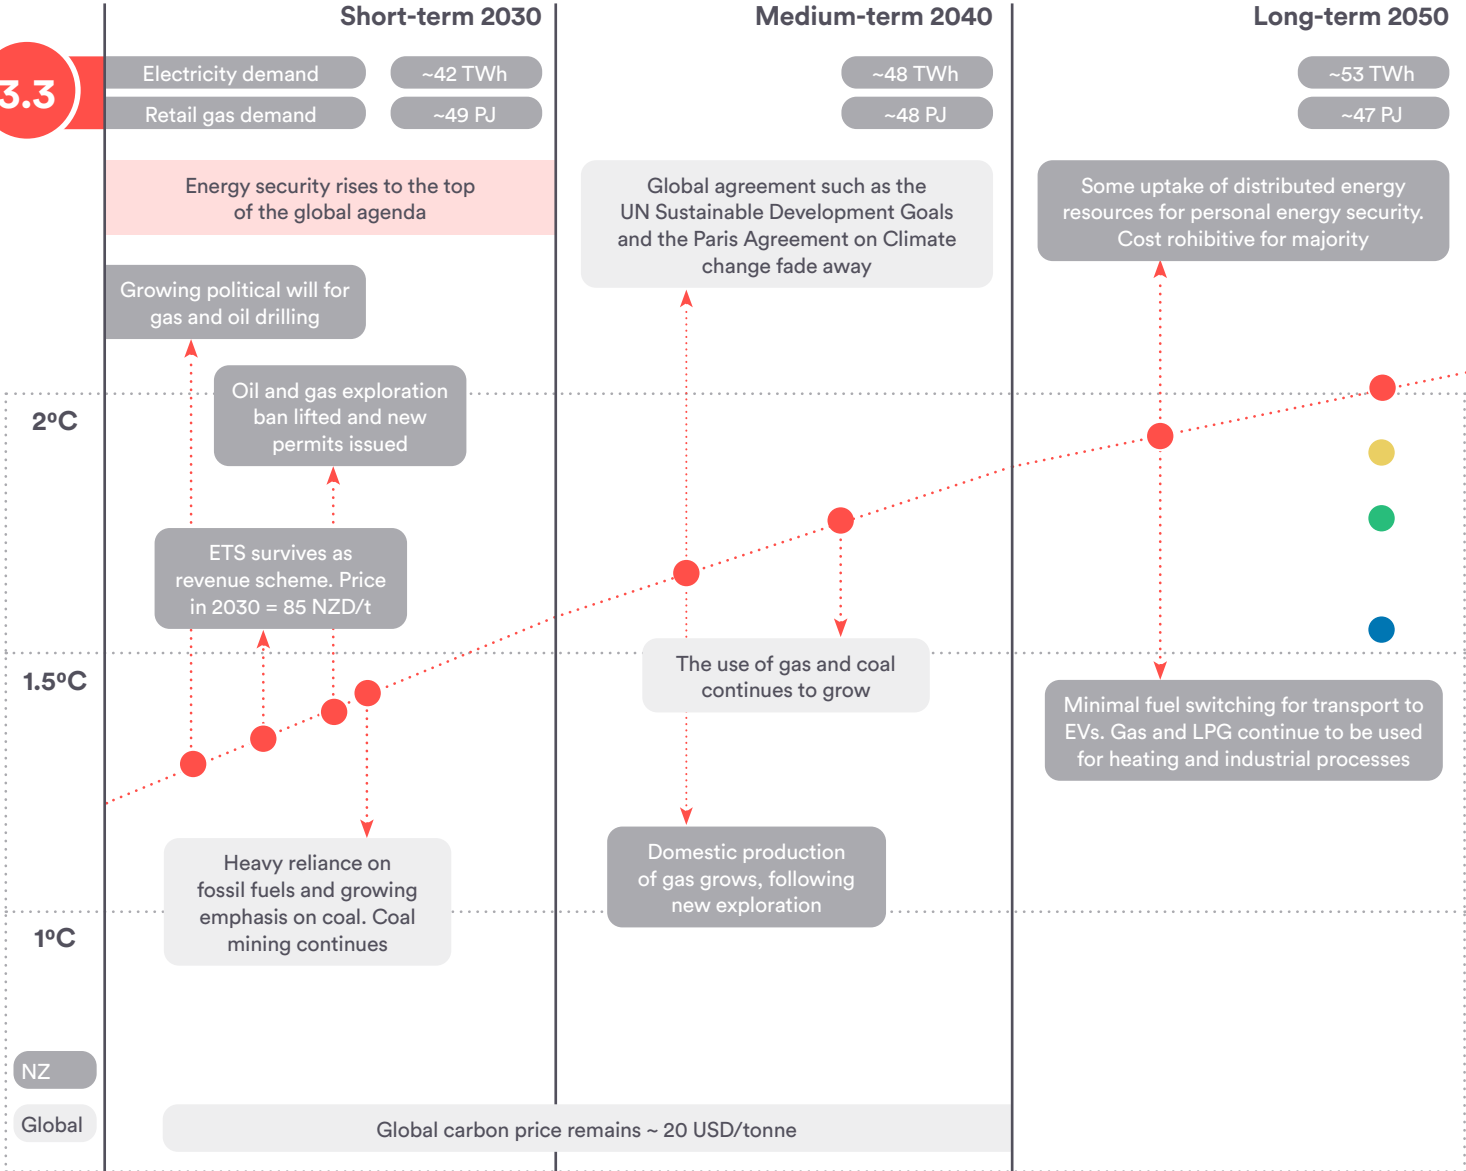 Short-term 2030
Medium-term 2040
Long-term 2050
3.3
Electricity demand
~42 TWh
~48 TWh
~53 TWh
Retail gas demand
~49 PJ
~48 PJ
~47 PJ
Energy security rises to the top
of the global agenda
Global agreement such as the
UN Sustainable Development Goals
and the Paris Agreement on Climate
change fade away
Some uptake of distributed energy
resources for personal energy security.
Cost rohibitive for majority
Growing political will for
gas and oil drilling
Oil and gas exploration
ban lifted and new
permits issued
2ºC
ETS survives as
revenue scheme. Price
in 2030 = 85 NZD/t
1.5ºC
The use of gas and coal
continues to grow
Minimal fuel switching for transport to
EVs. Gas and LPG continue to be used
for heating and industrial processes
Heavy reliance on
fossil fuels and growing
emphasis on coal. Coal
mining continues
Domestic production
of gas grows, following
new exploration
1ºC
NZ
Global
Global carbon price remains ~ 20 USD/tonne